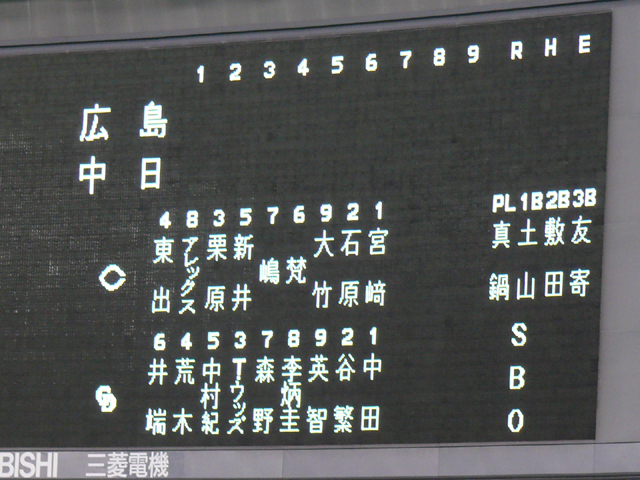 1 2 3 4 5 6 7 8 9 R H E
広島
中日
4 8 3 5 7 6 9 2 1
東出 アレックス 栗原 新井 嶋 梵 大竹 石原 宮﨑
6 4 5 3 7 8 9 2 1
井端 荒木 中村紀 T・ウッズ 森野 李炳圭 英智 谷繁 中田
PL 1B 2B 3B
真鍋 土山 敷田 友寄
S
B
O
BISHI 三菱電機